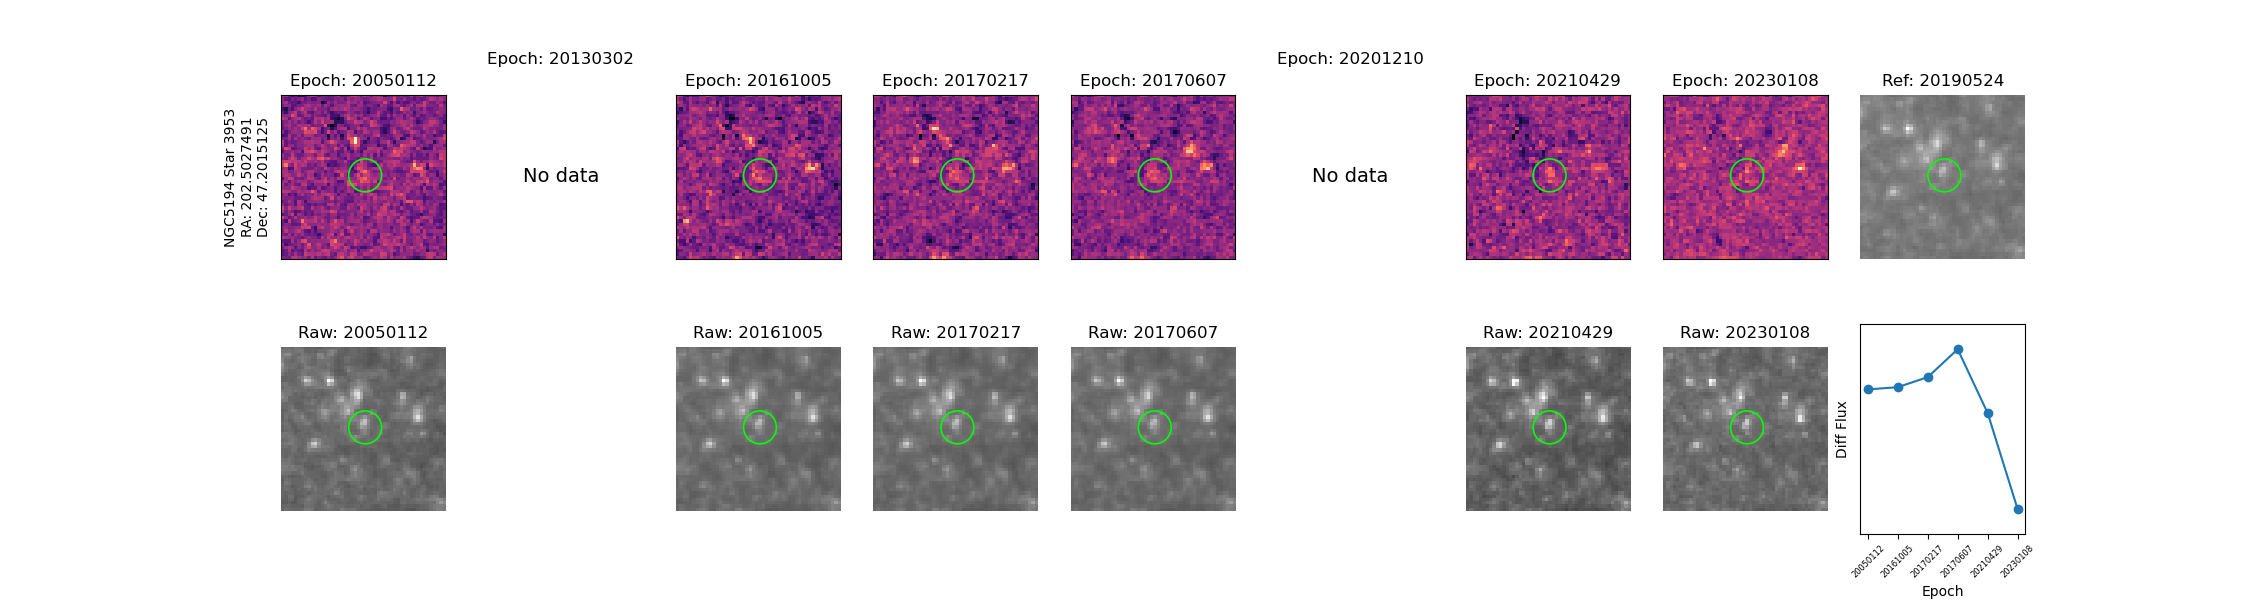 Epoch: 20130302
Epoch: 20201210
Epoch: 20050112
Epoch: 20161005
Epoch: 20170217
Epoch: 20170607
Epoch: 20210429
Epoch: 20230108
Ref: 20190524
NGC5194 Star 3953
RA: 202.5027491
Dec: 47.2015125
No data
No data
Raw: 20050112
Raw: 20161005
Raw: 20170217
Raw: 20170607
Raw: 20210429
Raw: 20230108
Diff Flux
20050112
20161005
20170217
20170607
20210429
20230108
Epoch